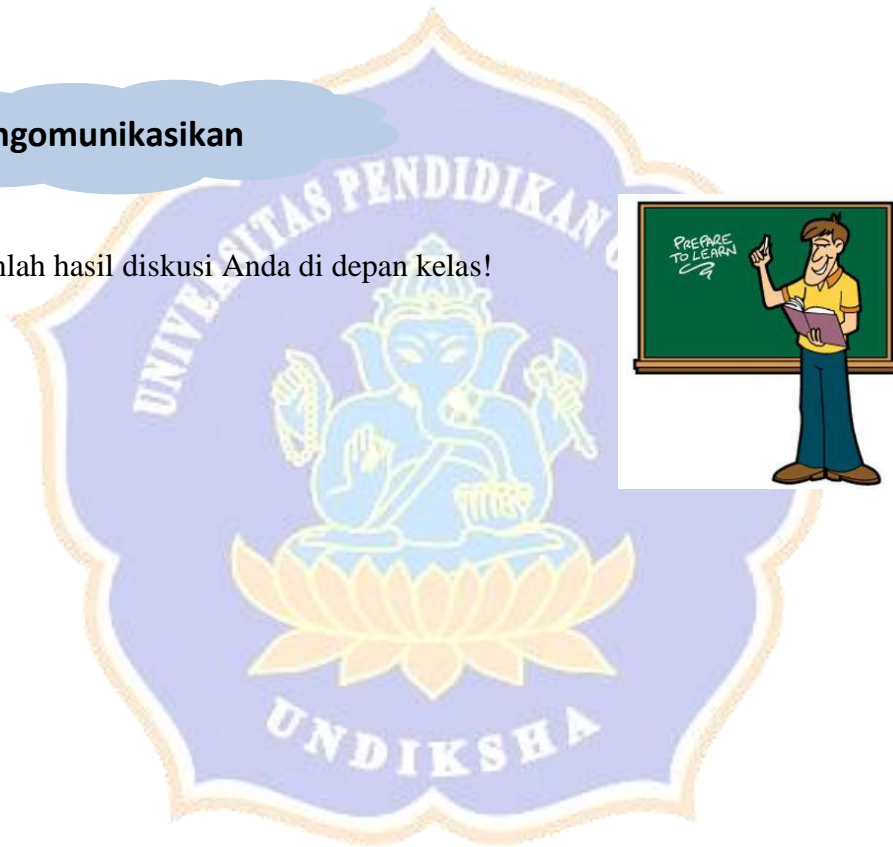 ngomunikasikan
UNIVERSITAS PENDIDIKAN G
nlah hasil diskusi Anda di depan kelas!
PREPARE
TO LEARN
UNDIKSHA